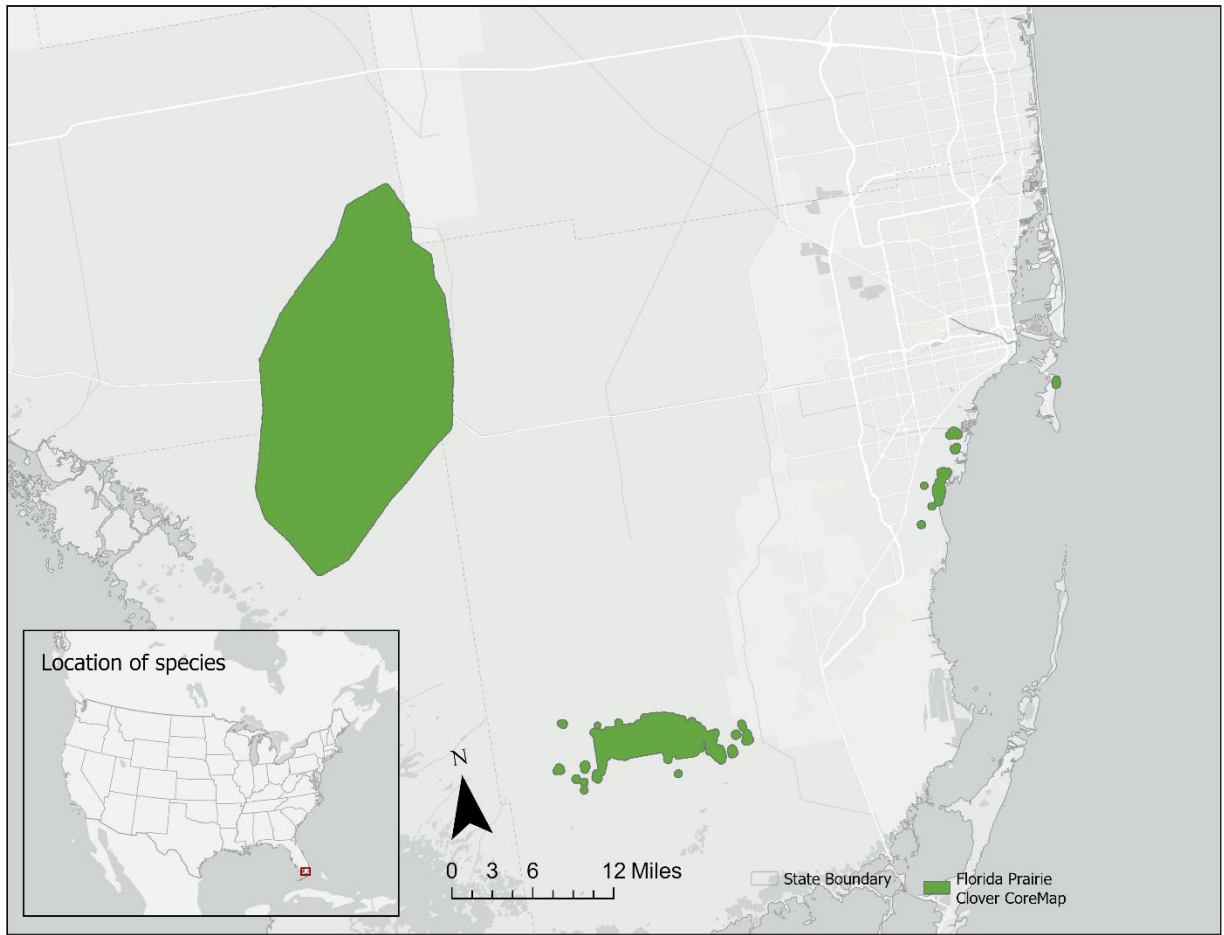 Location of species
N
0 3 6 12 Miles
State Boundary
Florida Prairie
Clover CoreMap